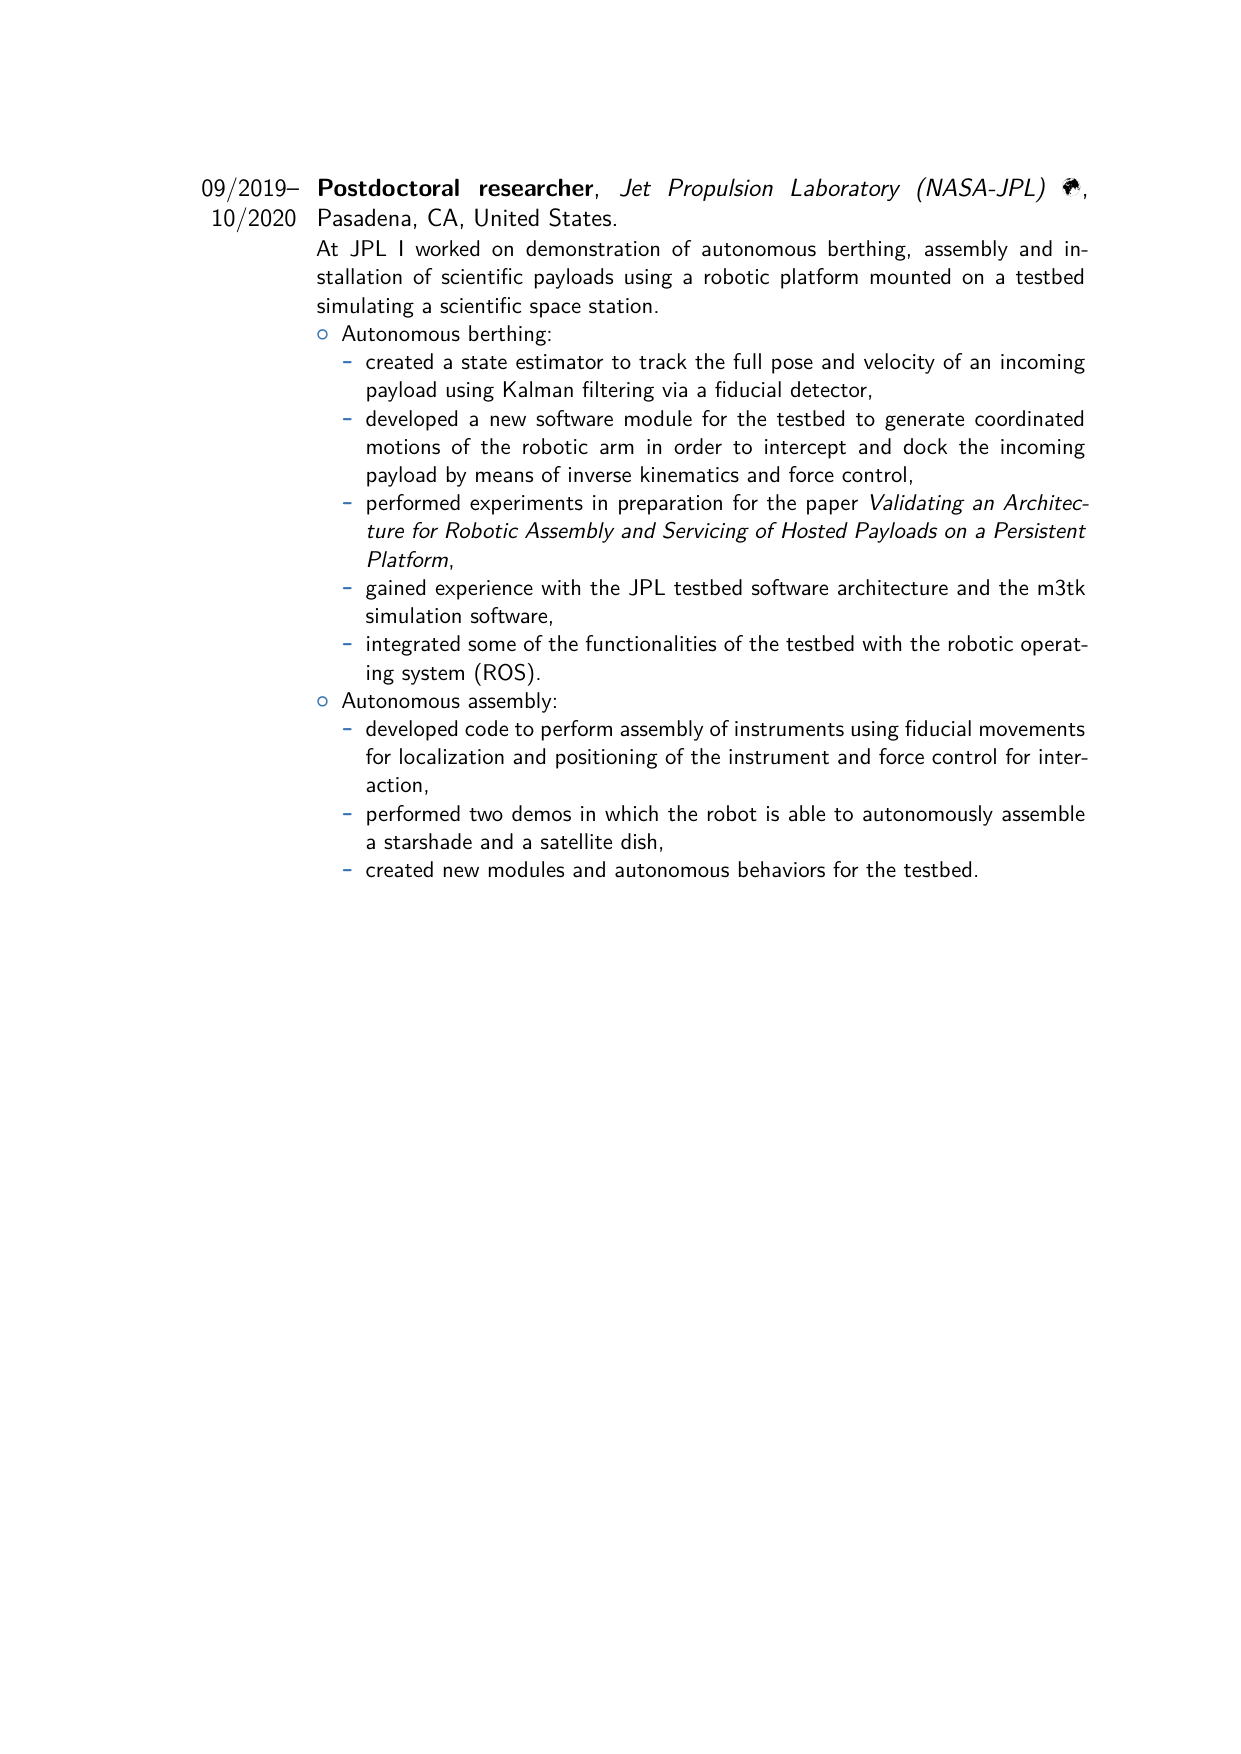 09/2019– Postdoctoral researcher, Jet Propulsion Laboratory (NASA-JPL) ,
10/2020 Pasadena, CA, United States.
At JPL I worked on demonstration of autonomous berthing, assembly and in-
stallation of scientific payloads using a robotic platform mounted on a testbed
simulating a scientific space station.
○ Autonomous berthing:
– created a state estimator to track the full pose and velocity of an incoming
payload using Kalman filtering via a fiducial detector,
– developed a new software module for the testbed to generate coordinated
motions of the robotic arm in order to intercept and dock the incoming
payload by means of inverse kinematics and force control,
– performed experiments in preparation for the paper Validating an Architec-
ture for Robotic Assembly and Servicing of Hosted Payloads on a Persistent
Platform,
– gained experience with the JPL testbed software architecture and the m3tk
simulation software,
– integrated some of the functionalities of the testbed with the robotic operat-
ing system (ROS).
○ Autonomous assembly:
– developed code to perform assembly of instruments using fiducial movements
for localization and positioning of the instrument and force control for inter-
action,
– performed two demos in which the robot is able to autonomously assemble
a starshade and a satellite dish,
– created new modules and autonomous behaviors for the testbed.